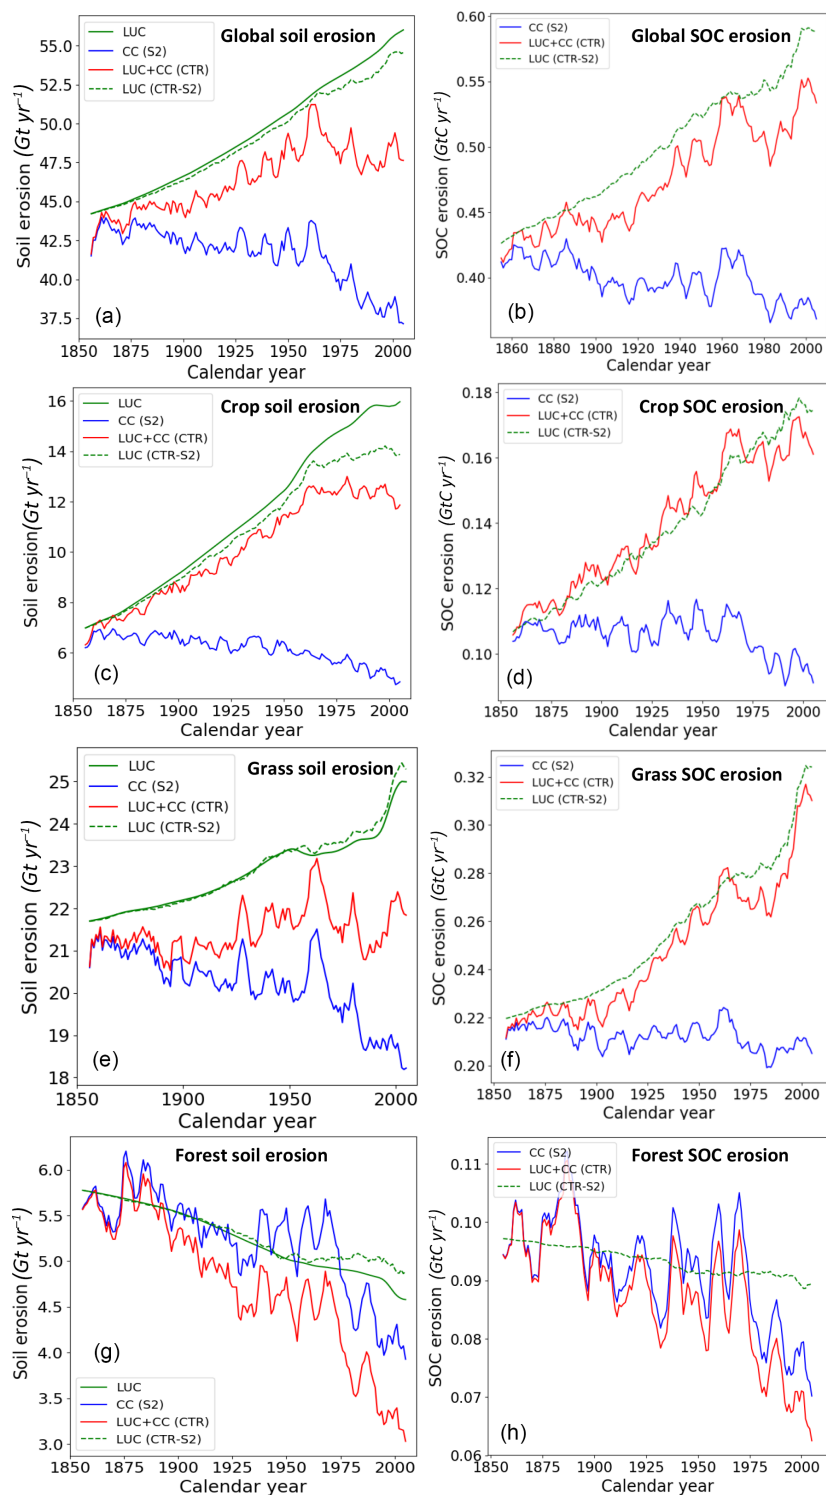 Global soil erosion
LUC
CC (S2)
LUC+CC (CTR)
LUC (CTR-S2)
Soil erosion (Gt yr⁻¹)
55.0
52.5
50.0
47.5
45.0
42.5
40.0
37.5
(a)
1850 1875 1900 1925 1950 1975 2000
Calendar year
Global SOC erosion
CC (S2)
LUC+CC (CTR)
LUC (CTR-S2)
SOC erosion (GtC yr⁻¹)
0.60
0.55
0.50
0.45
0.40
(b)
1860 1880 1900 1920 1940 1960 1980 2000
Calendar year
Crop soil erosion
LUC
CC (S2)
LUC+CC (CTR)
LUC (CTR-S2)
Soil erosion(Gt yr⁻¹)
16
14
12
10
8
6
(c)
1850 1875 1900 1925 1950 1975 2000
Calendar year
Crop SOC erosion
CC (S2)
LUC+CC (CTR)
LUC (CTR-S2)
SOC erosion (GtC yr⁻¹)
0.18
0.16
0.14
0.12
0.10
(d)
1850 1875 1900 1925 1950 1975 2000
Calendar year
Grass soil erosion
LUC
CC (S2)
LUC+CC (CTR)
LUC (CTR-S2)
Soil erosion (Gt yr⁻¹)
25
24
23
22
21
20
19
18
(e)
1850 1900 1950 2000
Calendar year
Grass SOC erosion
CC (S2)
LUC+CC (CTR)
LUC (CTR-S2)
SOC erosion (GtC yr⁻¹)
0.32
0.30
0.28
0.26
0.24
0.22
0.20
(f)
1850 1875 1900 1925 1950 1975 2000
Calendar year
Forest soil erosion
Soil erosion (Gt yr⁻¹)
6.0
5.5
5.0
4.5
4.0
3.5
3.0
(g)
LUC
CC (S2)
LUC+CC (CTR)
LUC (CTR-S2)
1850 1875 1900 1925 1950 1975 2000
Calendar year
Forest SOC erosion
CC (S2)
LUC+CC (CTR)
LUC (CTR-S2)
SOC erosion (GtC yr⁻¹)
0.11
0.10
0.09
0.08
0.07
0.06
(h)
1850 1875 1900 1925 1950 1975 2000
Calendar year